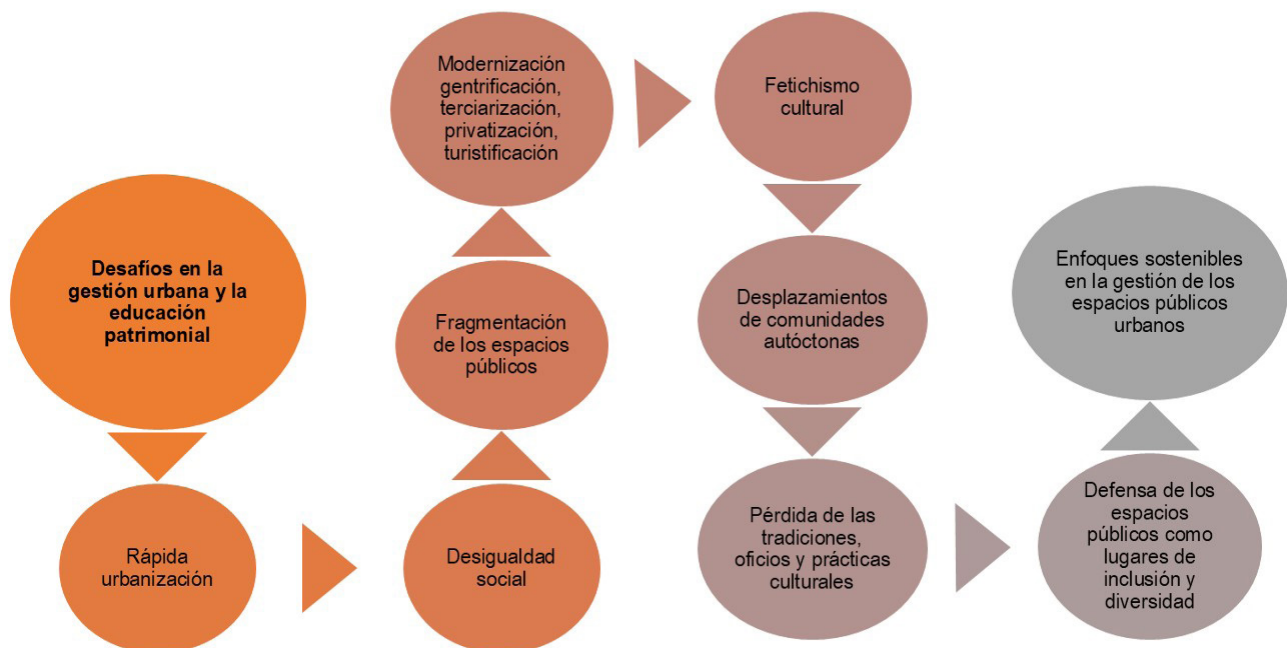 Desafíos en la
gestión urbana y la
educación
patrimonial
Rápida
urbanización
Desigualdad
social
Fragmentación
de los espacios
públicos
Modernización
gentrificación,
terciarización,
privatización,
turistificación
Fetichismo
cultural
Desplazamientos
de comunidades
autóctonas
Pérdida de las
tradiciones,
oficios y prácticas
culturales
Defensa de los
espacios
públicos como
lugares de
inclusión y
diversidad
Enfoques sostenibles
en la gestión de los
espacios públicos
urbanos